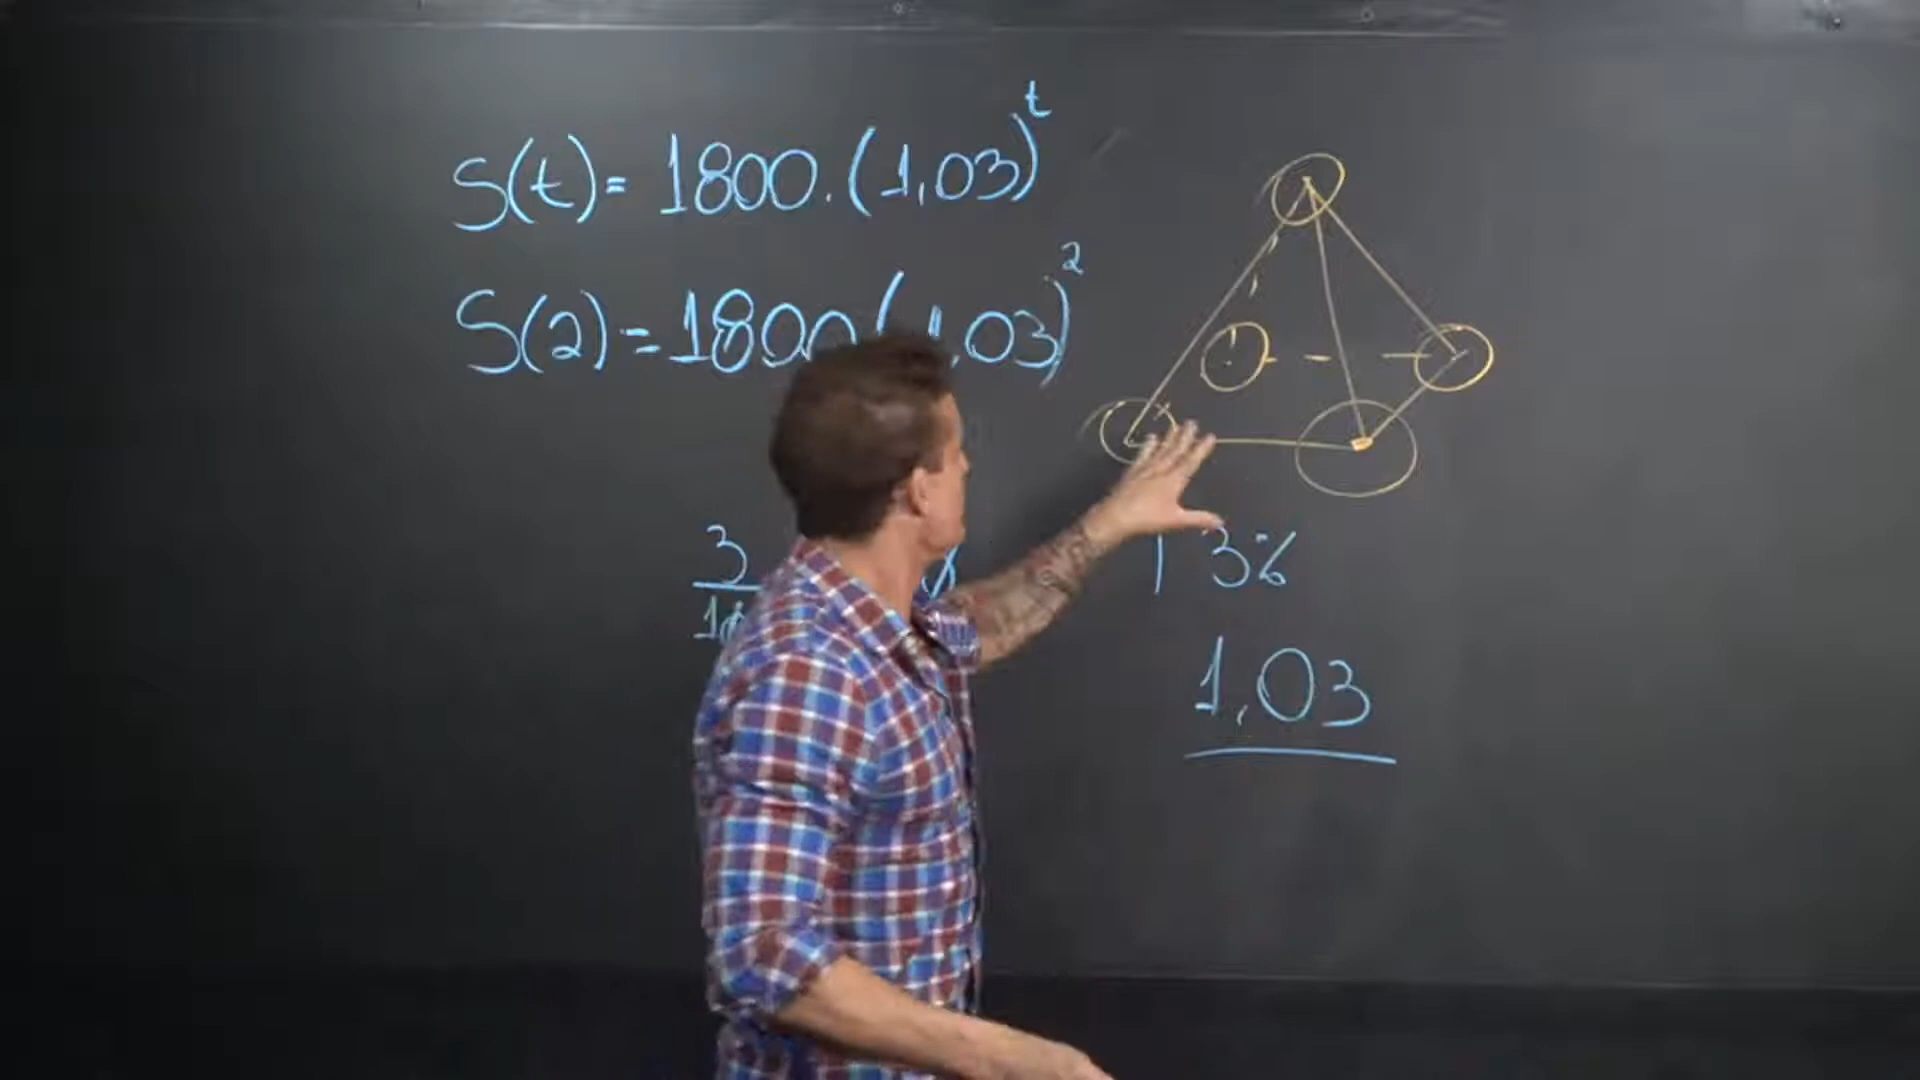 S(t)= 1800.(1,03)^t
S(2)=1800(1,03)^2
3
3%
1,03